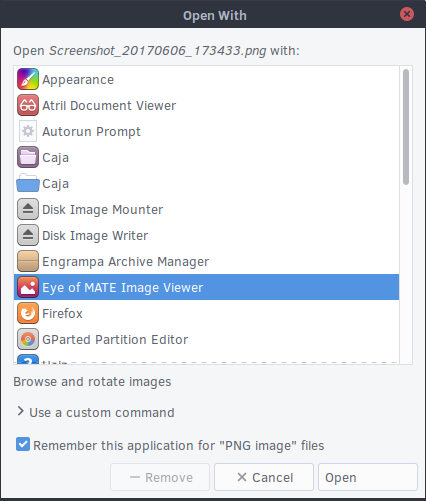 Open With
Open Screenshot_20170606_173433.png with:
Appearance
Atril Document Viewer
Autorun Prompt
Caja
Caja
Disk Image Mounter
Disk Image Writer
Engrampa Archive Manager
Eye of MATE Image Viewer
Firefox
GParted Partition Editor
Browse and rotate images
Use a custom command
Remember this application for "PNG image" files
Remove
Cancel
Open